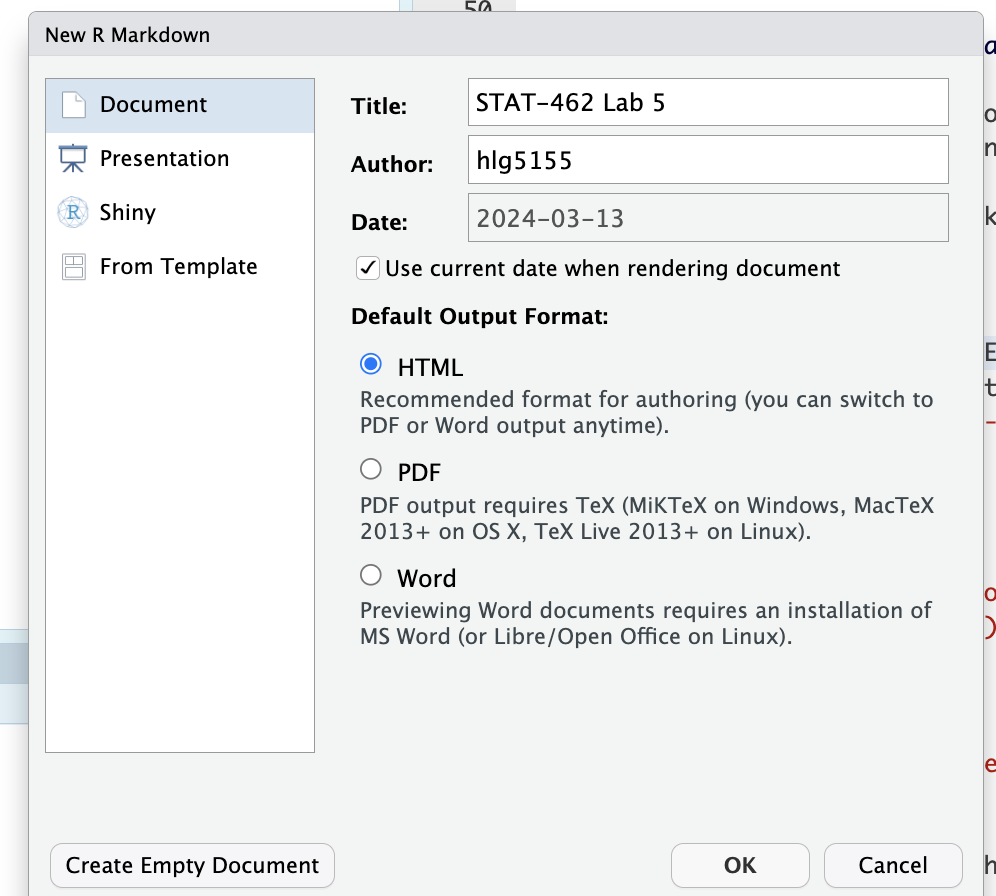 50
New R Markdown
Document
Presentation
Shiny
From Template
Title:
STAT-462 Lab 5
Author:
hlg5155
Date:
2024-03-13
Use current date when rendering document
Default Output Format:
HTML
Recommended format for authoring (you can switch to
PDF or Word output anytime).
PDF
PDF output requires TeX (MiKTeX on Windows, MacTeX
2013+ on OS X, TeX Live 2013+ on Linux).
Word
Previewing Word documents requires an installation of
MS Word (or Libre/Open Office on Linux).
Create Empty Document
OK
Cancel